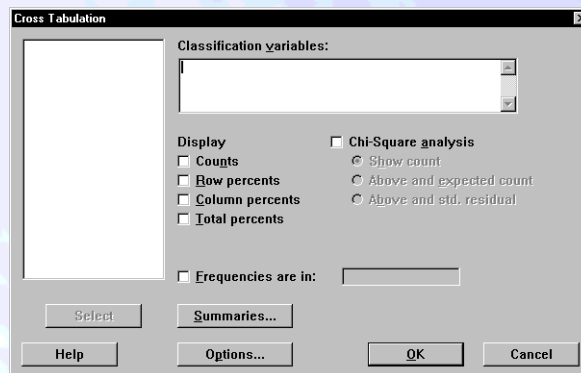 Cross Tabulation
Classification variables:
Display
Counts
Row percents
Column percents
Total percents
Chi-Square analysis
Show count
Above and expected count
Above and std. residual
Frequencies are in:
Select
Summaries...
Help
Options...
OK
Cancel